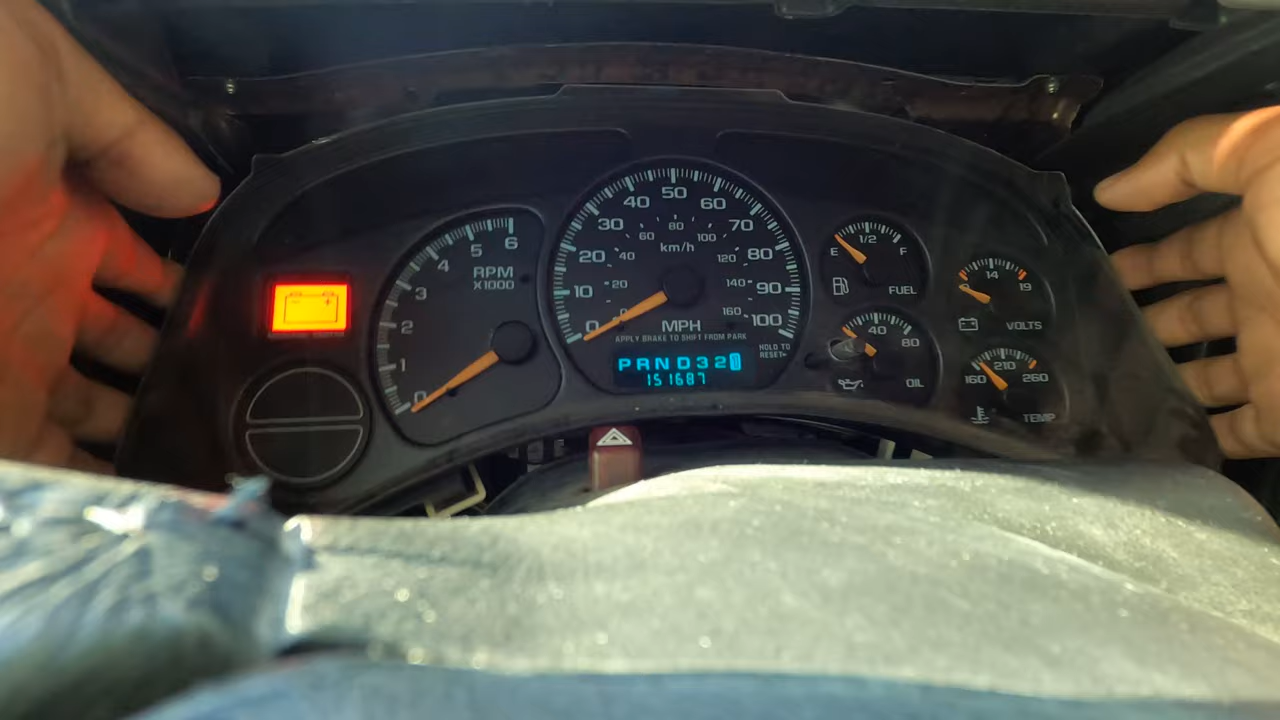 0 1 2 3 4 5 6
RPM
X1000
0 10 20 30 40 50 60 70 80 90 100
20 40 60 80 100 120 140 160
km/h
MPH
APPLY BRAKE TO SHIFT FROM PARK
HOLD TO
RESET
PRND321
151687
E 1/2 F
FUEL
40 80
OIL
14 19
VOLTS
160 210 260
TEMP